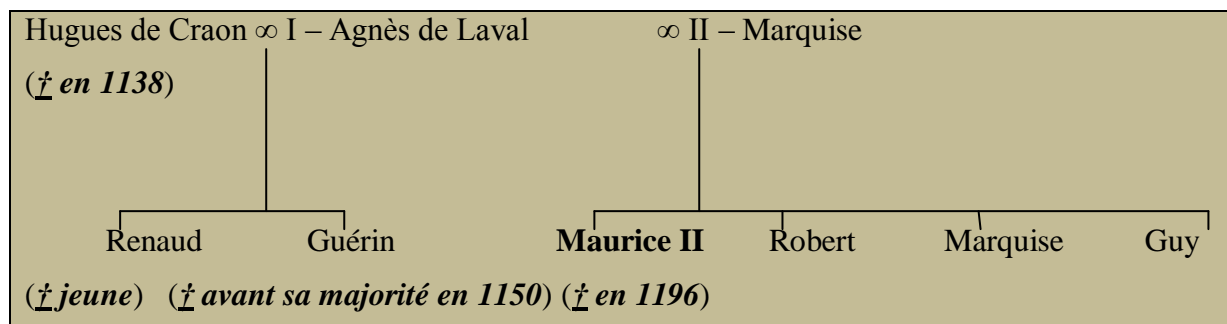 Hugues de Craon ∞ I – Agnès de Laval ∞ II – Marquise
(† en 1138)
Renaud Guérin Maurice II Robert Marquise Guy
(† jeune) († avant sa majorité en 1150) († en 1196)